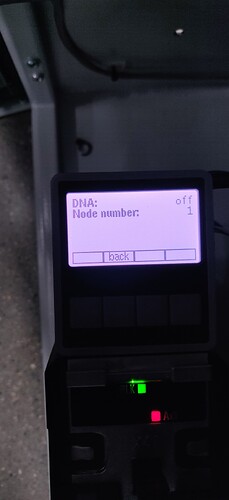 DNA: off
Node number: 1
back